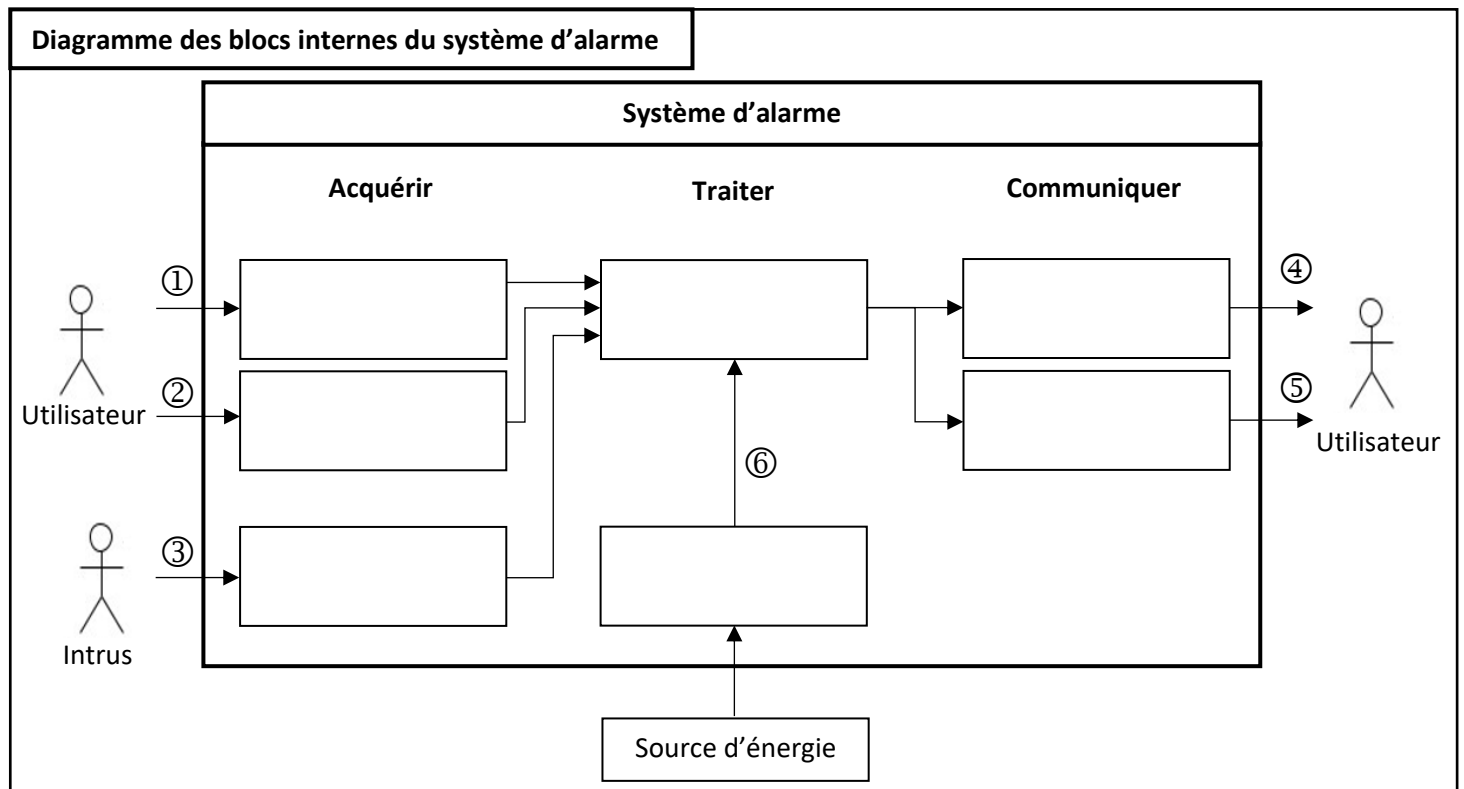 Diagramme des blocs internes du système d’alarme
Système d’alarme
Acquérir
Traiter
Communiquer
①
④
②
⑤
Utilisateur
Utilisateur
⑥
③
Intrus
Source d’énergie